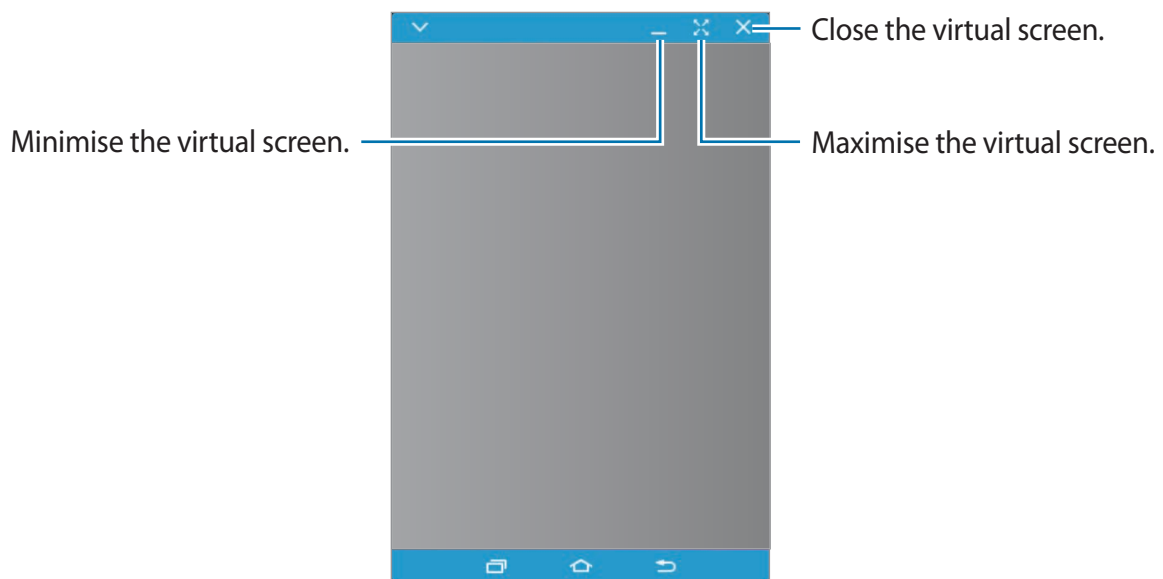 Close the virtual screen.
Minimise the virtual screen.
Maximise the virtual screen.